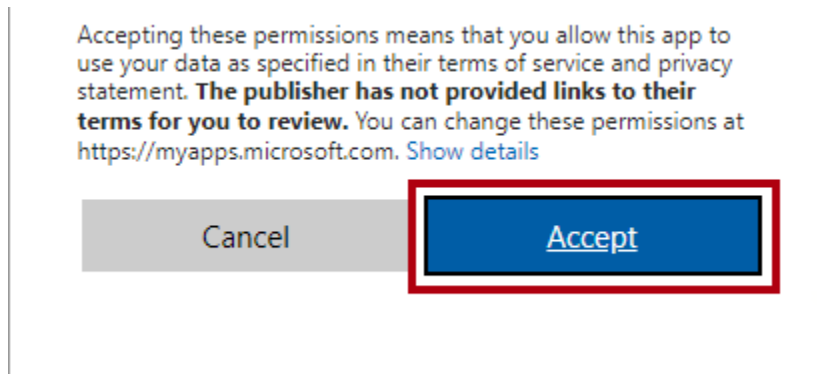 Accepting these permissions means that you allow this app to
use your data as specified in their terms of service and privacy
statement. The publisher has not provided links to their
terms for you to review. You can change these permissions at
https://myapps.microsoft.com. Show details
Cancel
Accept